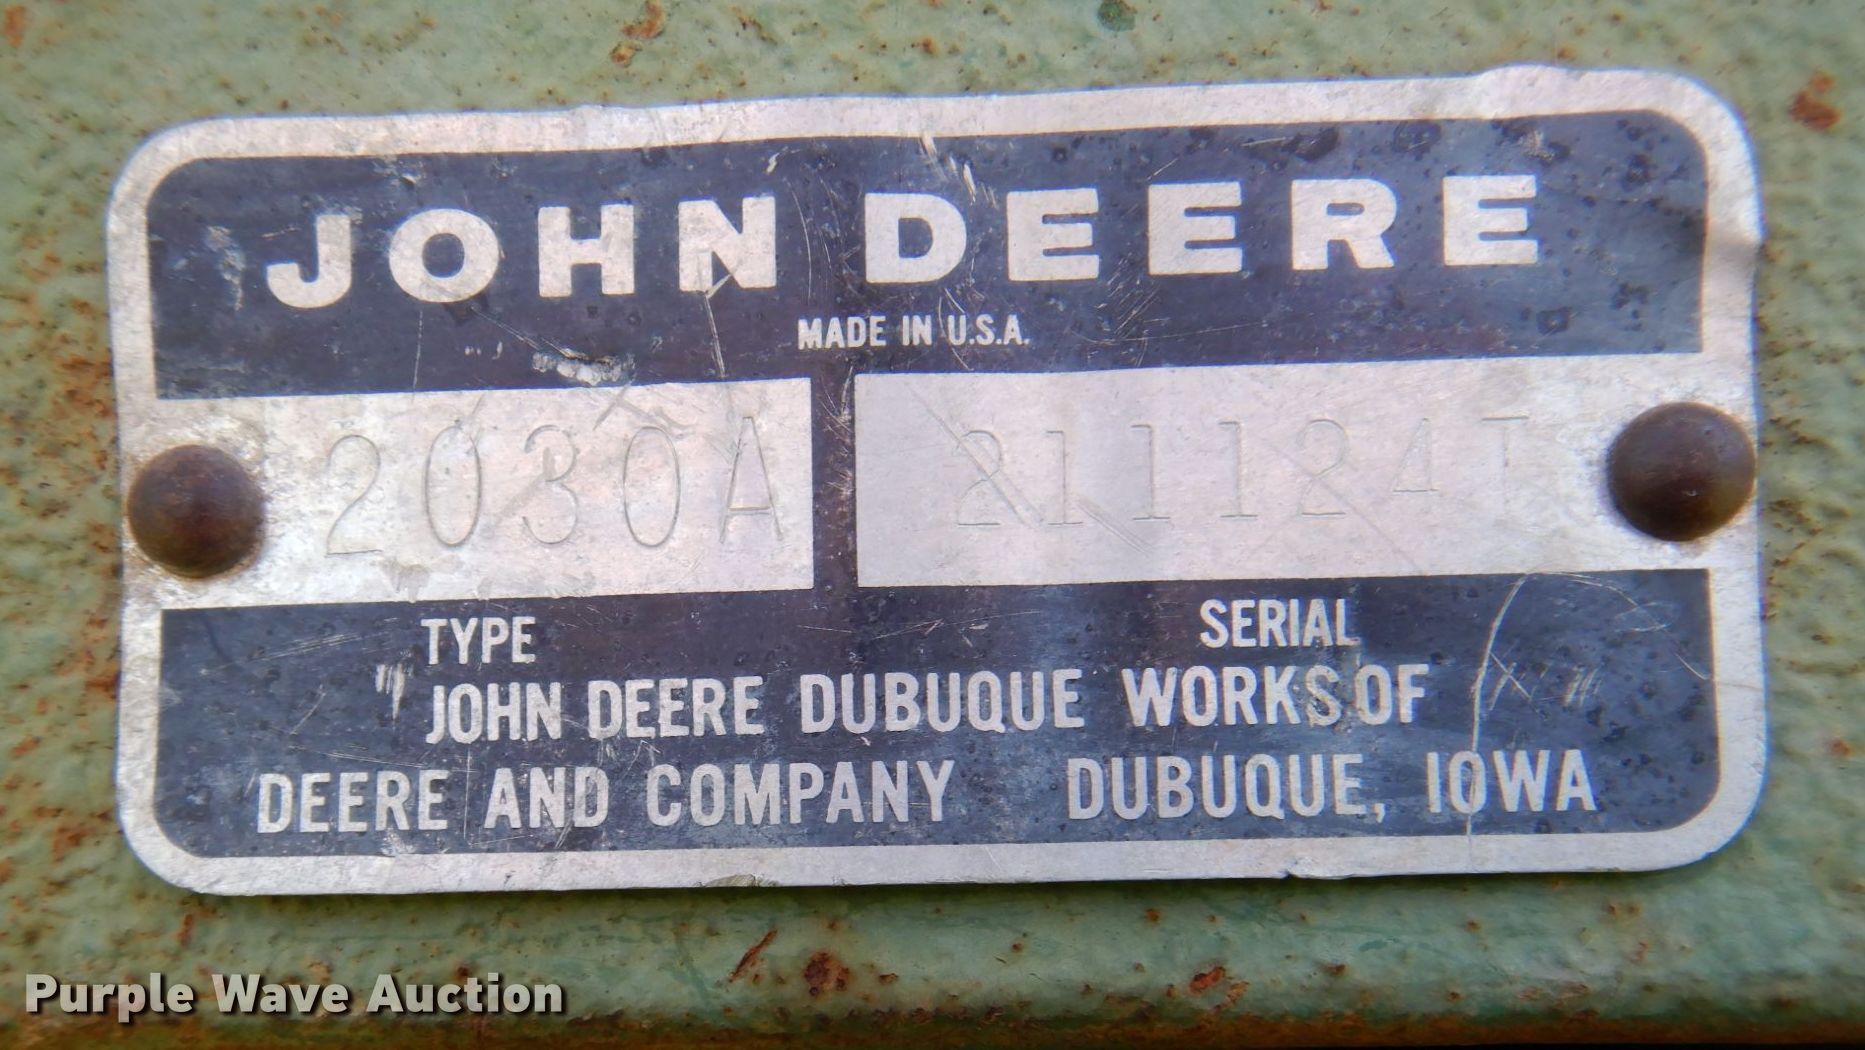 JOHN DEERE
MADE IN U.S.A.
2030A 211124T
TYPE SERIAL
JOHN DEERE DUBUQUE WORKS OF
DEERE AND COMPANY DUBUQUE, IOWA
Purple Wave Auction